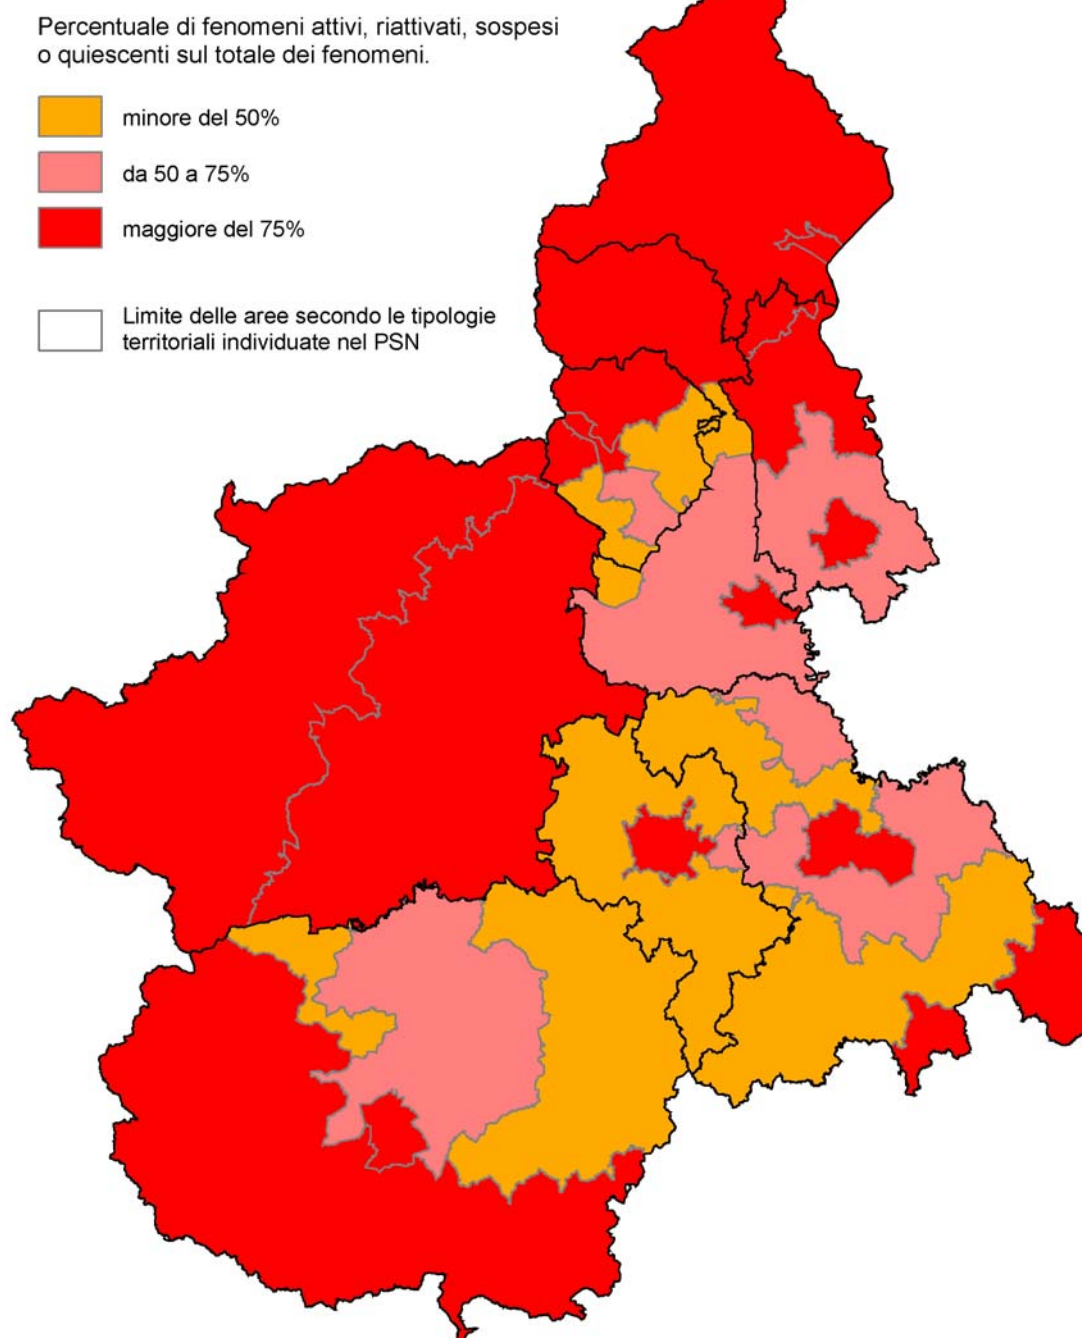 Percentuale di fenomeni attivi, riattivati, sospesi
o quiescenti sul totale dei fenomeni.
minore del 50%
da 50 a 75%
maggiore del 75%
Limite delle aree secondo le tipologie
territoriali individuate nel PSN